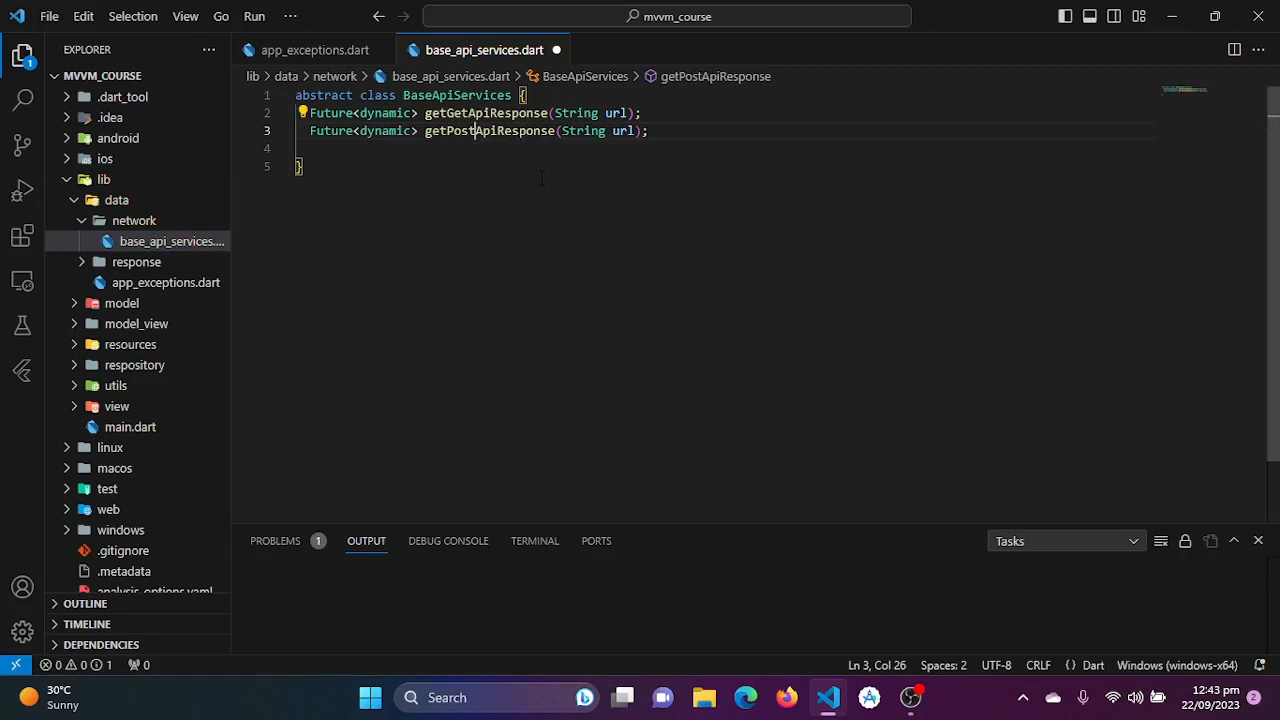 File Edit Selection View Go Run ··· mvvm_course
EXPLORER ···
app_exceptions.dart base_api_services.dart
MVVM_COURSE
lib > data > network > base_api_services.dart > BaseApiServices > getPostApiResponse
.dart_tool
.idea
android
ios
lib
data
network
base_api_services....
response
app_exceptions.dart
model
model_view
resources
respository
utils
view
main.dart
linux
macos
test
web
windows
.gitignore
.metadata
analysis_options.yaml
OUTLINE
TIMELINE
DEPENDENCIES
1 abstract class BaseApiServices {
2 Future<dynamic> getGetApiResponse(String url);
3 Future<dynamic> getPostApiResponse(String url);
4
5 }
PROBLEMS 1 OUTPUT DEBUG CONSOLE TERMINAL PORTS Tasks
0 0 1 0 Ln 3, Col 26 Spaces: 2 UTF-8 CRLF {} Dart Windows (windows-x64)
30°C
Sunny
Search
12:43 pm
22/09/2023
2
1